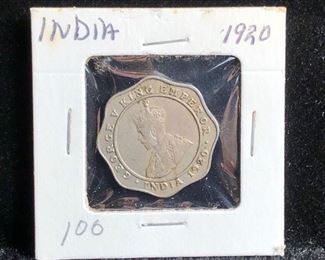 INDIA 1920
GEORGE V KING EMPEROR
INDIA 1920
100